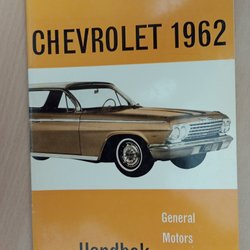 CHEVROLET 1962
General
Motors
Handbok